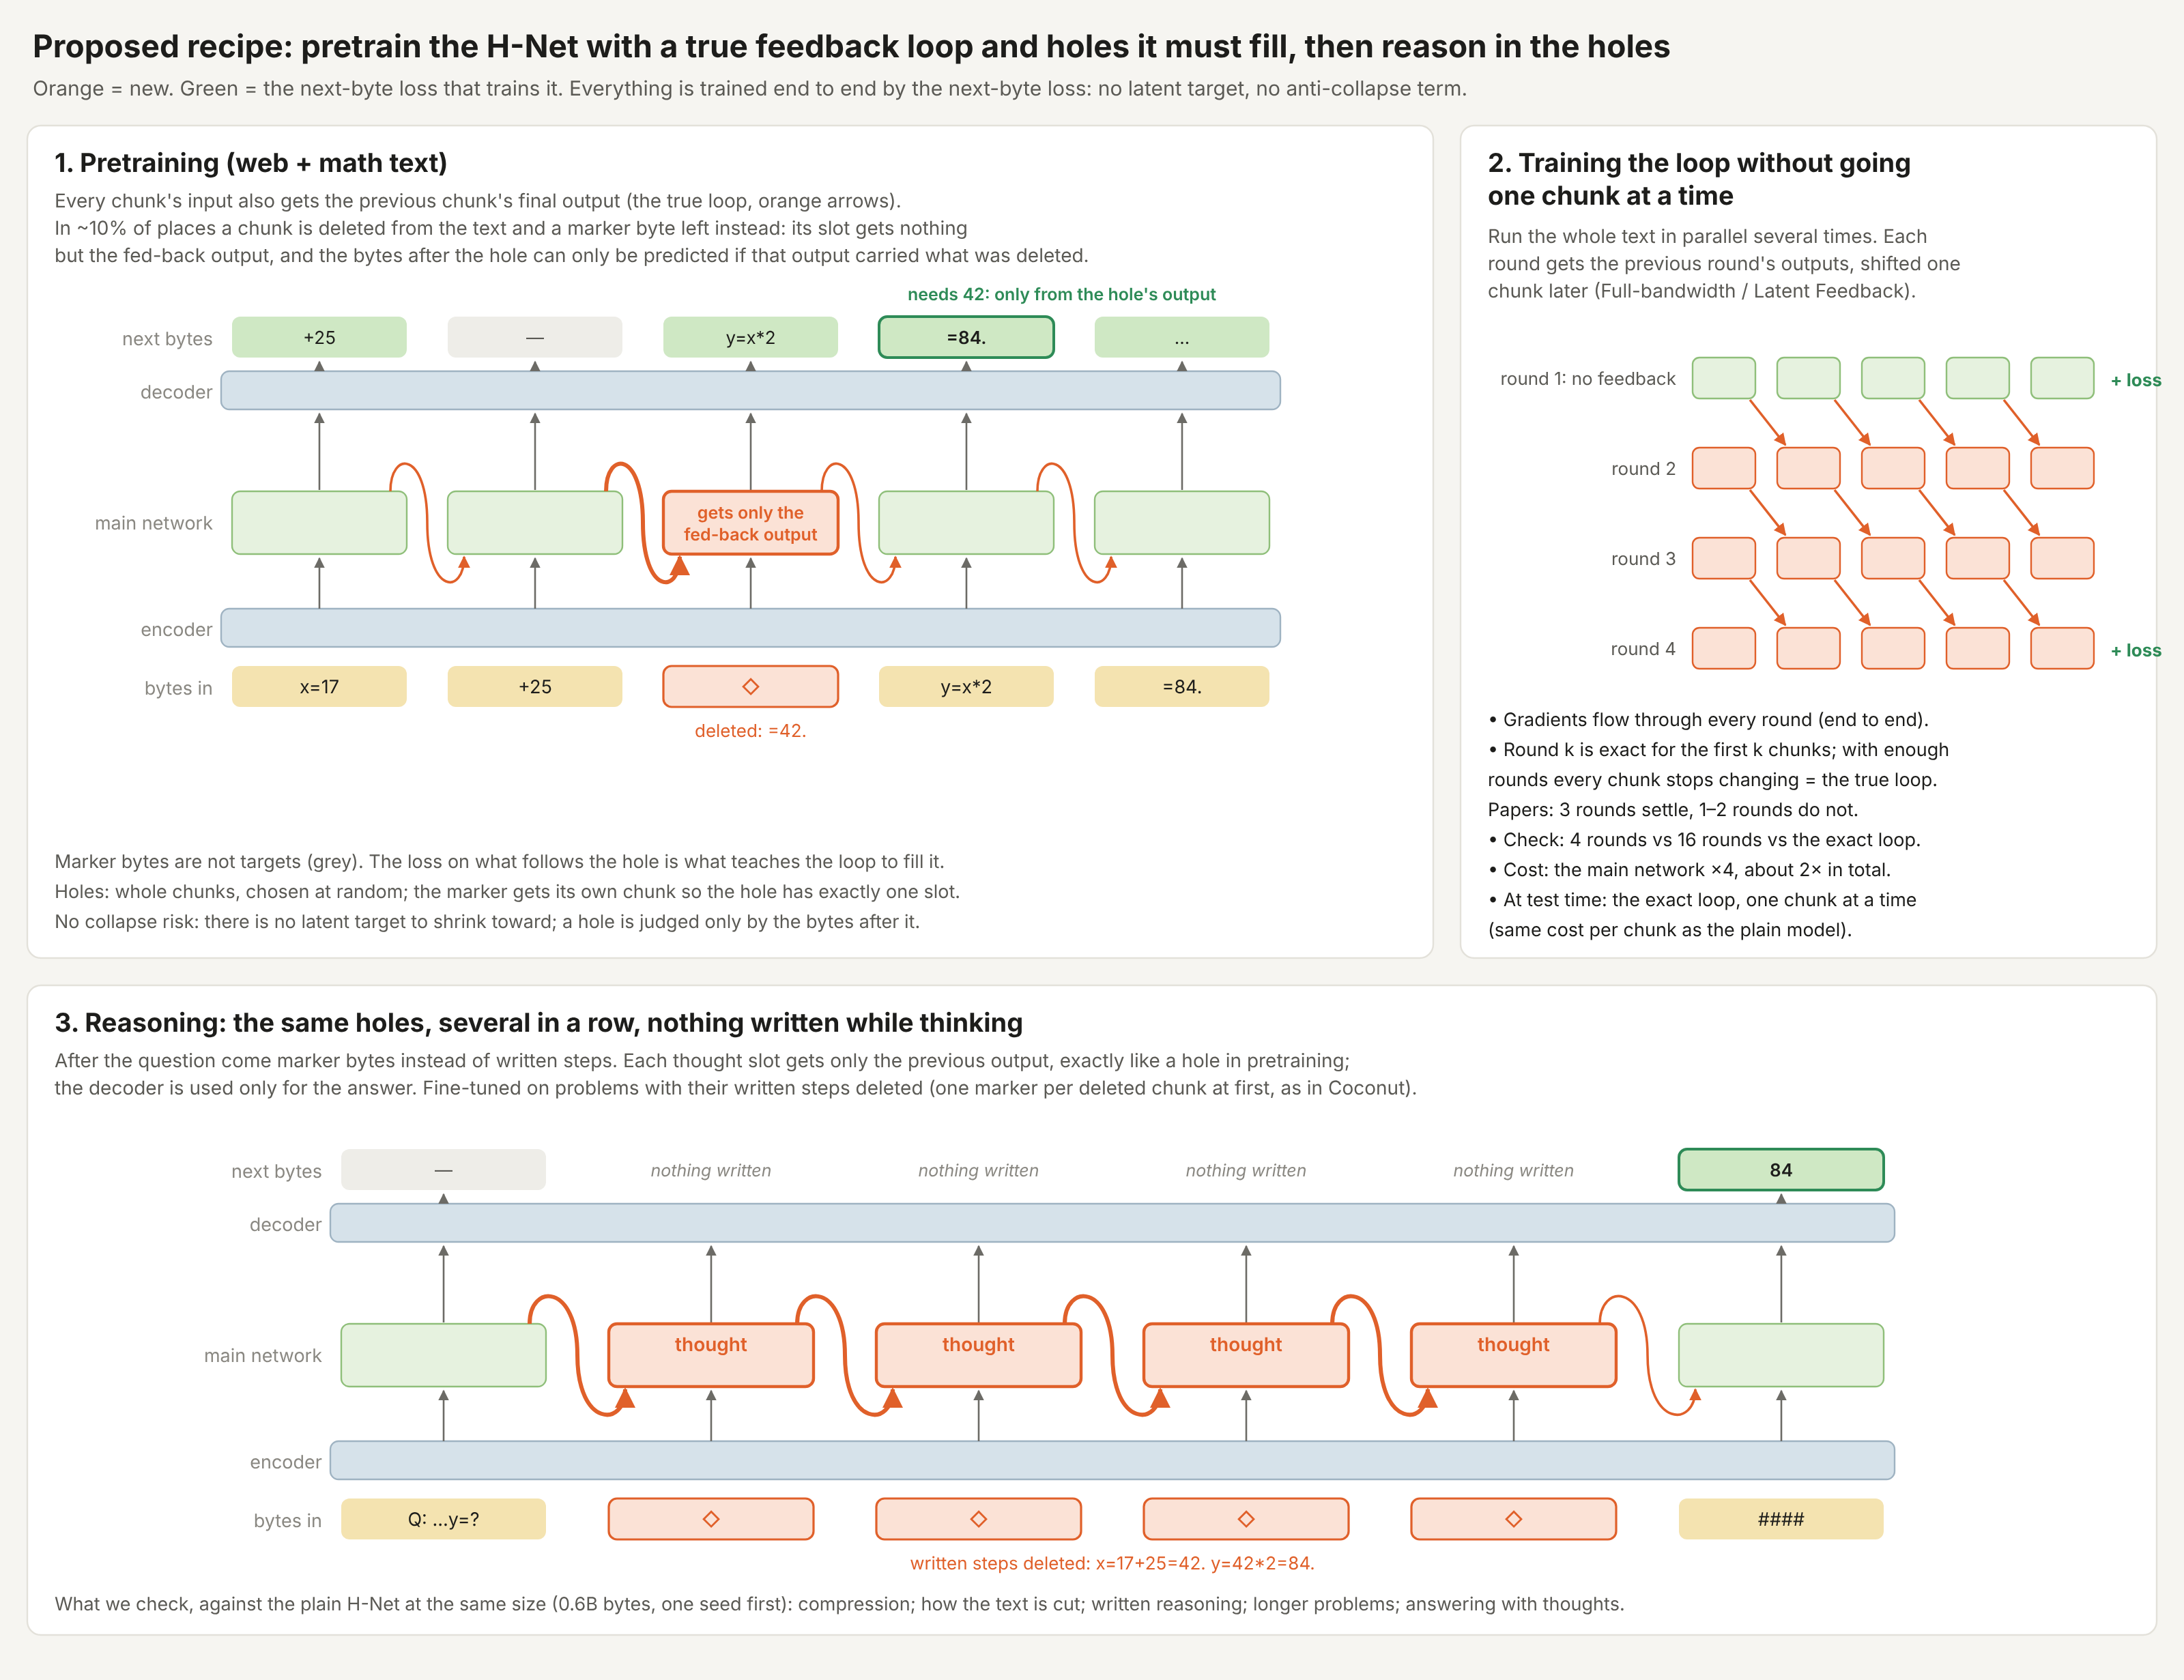 Proposed recipe: pretrain the H-Net with a true feedback loop and holes it must fill, then reason in the holes
Orange = new. Green = the next-byte loss that trains it. Everything is trained end to end by the next-byte loss: no latent target, no anti-collapse term.
1. Pretraining (web + math text)
Every chunk's input also gets the previous chunk's final output (the true loop, orange arrows).
In ~10% of places a chunk is deleted from the text and a marker byte left instead: its slot gets nothing
but the fed-back output, and the bytes after the hole can only be predicted if that output carried what was deleted.
needs 42: only from the hole's output
next bytes
+25
—
y=x*2
=84.
...
decoder
main network
gets only the
fed-back output
encoder
bytes in
x=17
+25
◇
y=x*2
=84.
deleted: =42.
Marker bytes are not targets (grey). The loss on what follows the hole is what teaches the loop to fill it.
Holes: whole chunks, chosen at random; the marker gets its own chunk so the hole has exactly one slot.
No collapse risk: there is no latent target to shrink toward; a hole is judged only by the bytes after it.
2. Training the loop without going
one chunk at a time
Run the whole text in parallel several times. Each
round gets the previous round's outputs, shifted one
chunk later (Full-bandwidth / Latent Feedback).
round 1: no feedback
+ loss
round 2
round 3
round 4
+ loss
• Gradients flow through every round (end to end).
• Round k is exact for the first k chunks; with enough
rounds every chunk stops changing = the true loop.
Papers: 3 rounds settle, 1–2 rounds do not.
• Check: 4 rounds vs 16 rounds vs the exact loop.
• Cost: the main network ×4, about 2× in total.
• At test time: the exact loop, one chunk at a time
(same cost per chunk as the plain model).
3. Reasoning: the same holes, several in a row, nothing written while thinking
After the question come marker bytes instead of written steps. Each thought slot gets only the previous output, exactly like a hole in pretraining;
the decoder is used only for the answer. Fine-tuned on problems with their written steps deleted (one marker per deleted chunk at first, as in Coconut).
next bytes
—
nothing written
nothing written
nothing written
nothing written
84
decoder
main network
thought
thought
thought
thought
encoder
bytes in
Q: ...y=?
◇
◇
◇
◇
####
written steps deleted: x=17+25=42. y=42*2=84.
What we check, against the plain H-Net at the same size (0.6B bytes, one seed first): compression; how the text is cut; written reasoning; longer problems; answering with thoughts.